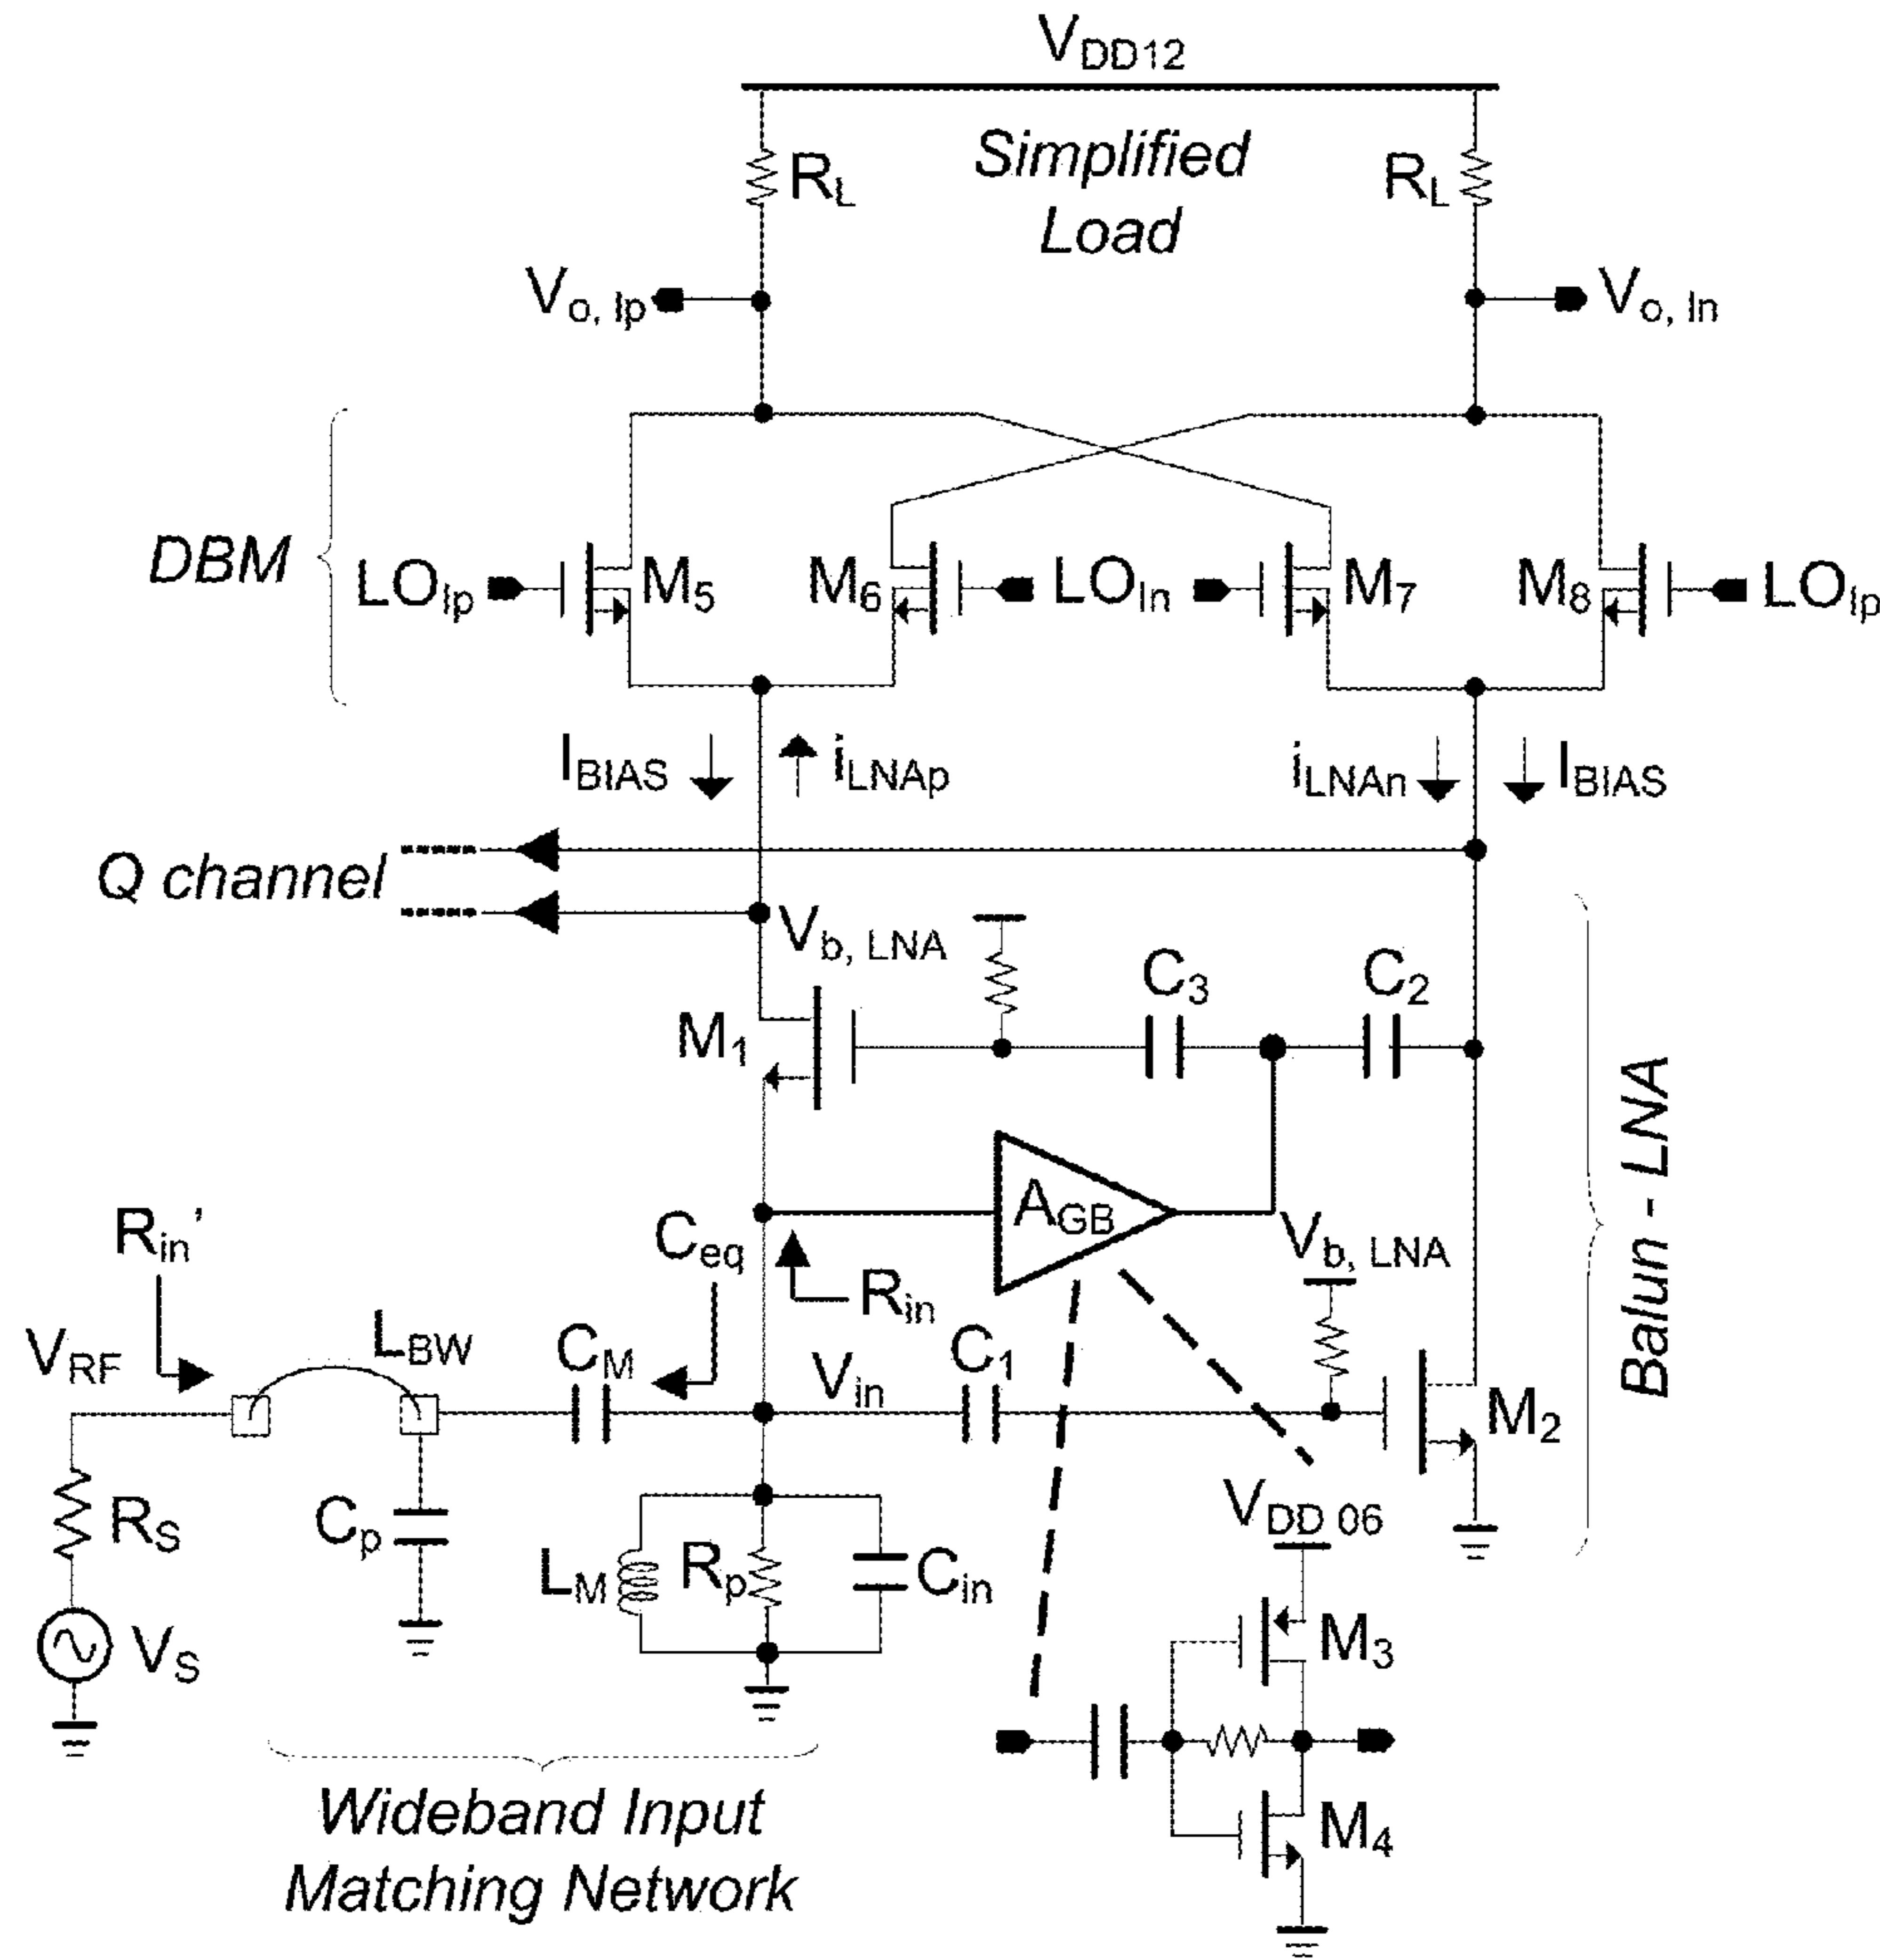 VDD12
RL
Simplified
Load
RL
Vo, Ip
Vo, In
DBM
LOIp
M5
M6
LOIn
M7
M8
LOIp
IBIAS
iLNAp
iLNAn
IBIAS
Q channel
Vb, LNA
C3
C2
M1
Balun - LNA
AGB
Rin'
Ceq
Rin
Vb, LNA
VRF
LBW
CM
Vin
C1
M2
RS
Cp
LM
Rp
Cin
VDD 06
VS
M3
M4
Wideband Input
Matching Network